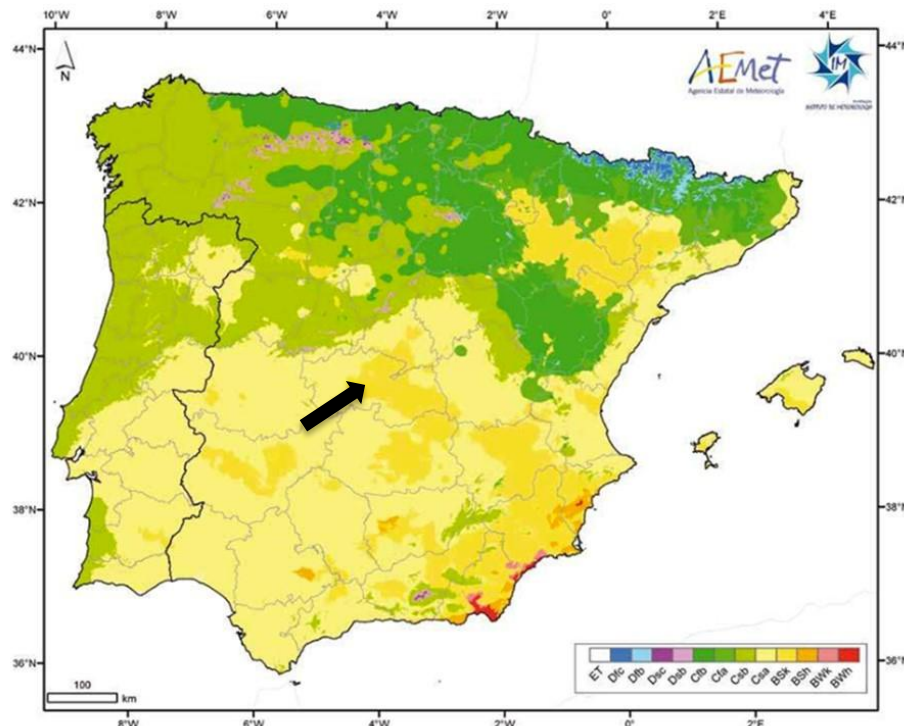 10°W 8°W 6°W 4°W 2°W 0° 2°E 4°E
44°N 44°N
N
AEMet
Agencia Estatal de Meteorología
IM
42°N 42°N
40°N 40°N
38°N 38°N
36°N 36°N
ET Dfc Dfb Dsc Dsb Cfb Cfa Csb Csa BSk BSh BWk BWh
100
km
8°W 6°W 4°W 2°W 0° 2°E